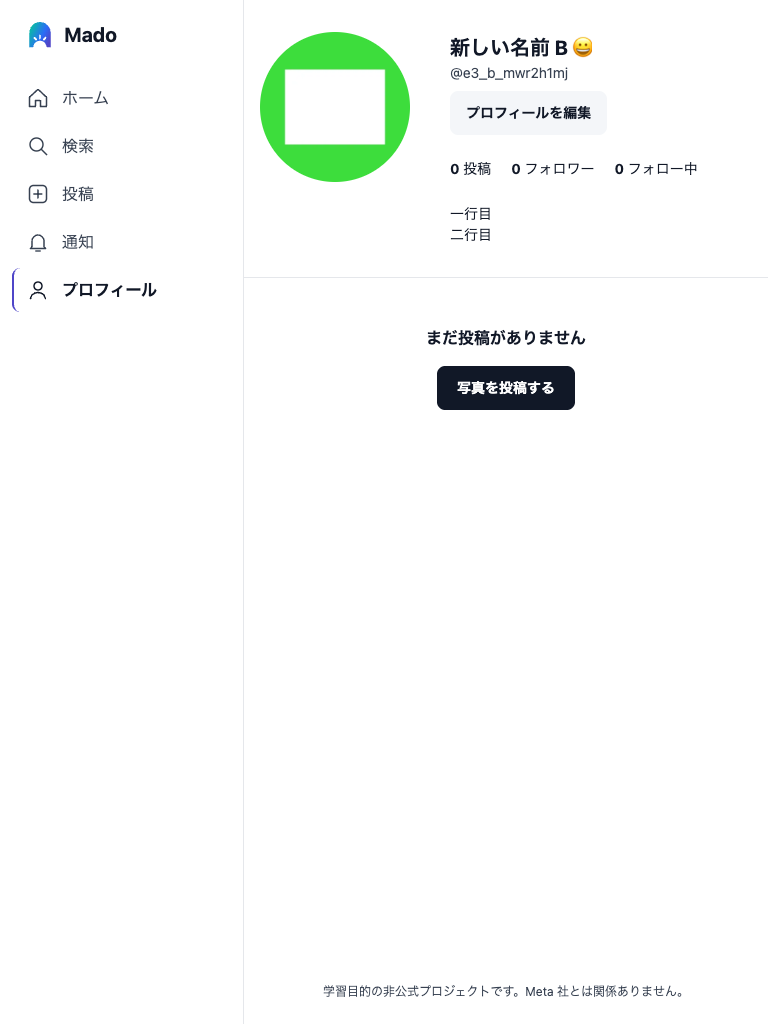 Mado
ホーム
検索
投稿
通知
プロフィール
新しい名前 B 😀
@e3_b_mwr2h1mj
プロフィールを編集
0 投稿 0 フォロワー 0 フォロー中
一行目
二行目
まだ投稿がありません
写真を投稿する
学習目的の非公式プロジェクトです。Meta 社とは関係ありません。